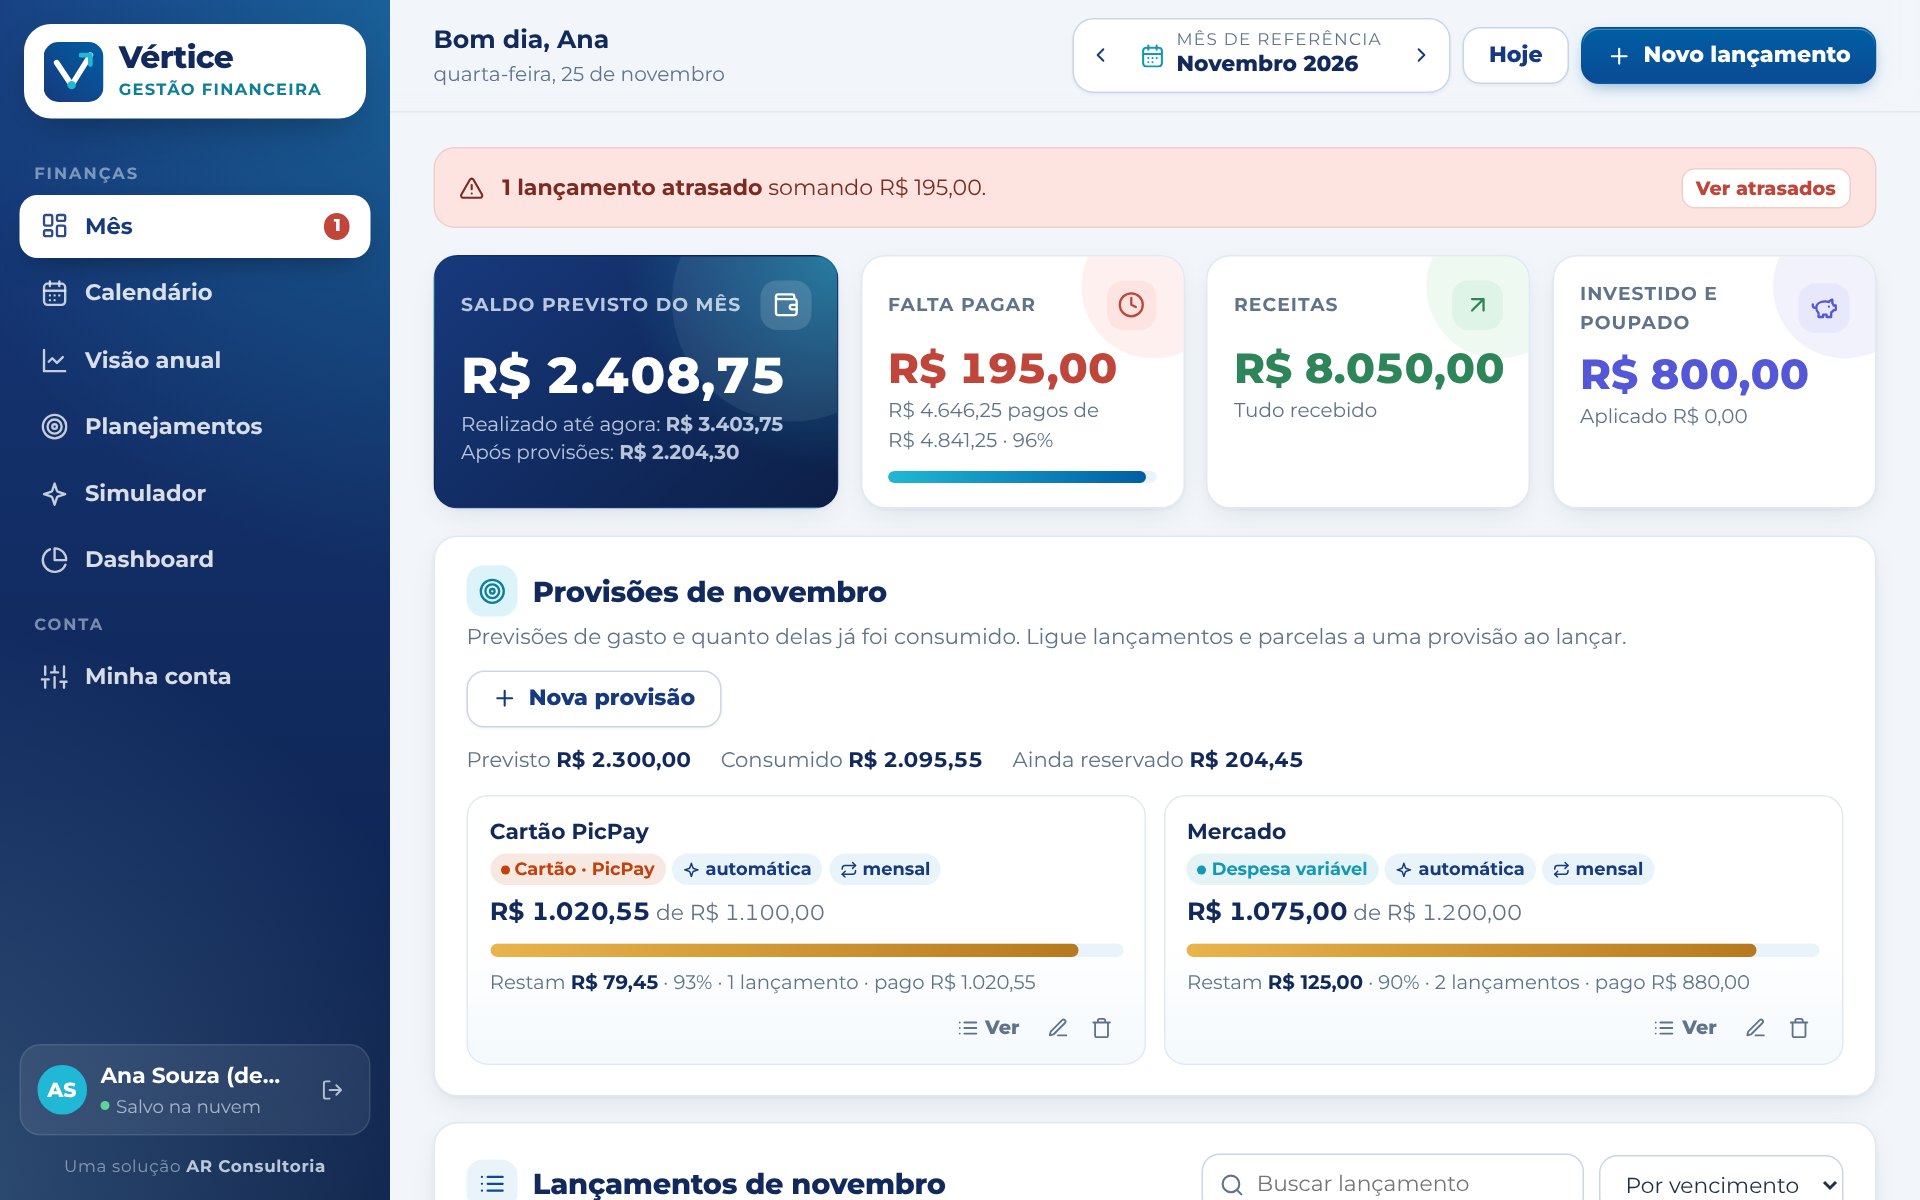 Vértice
GESTÃO FINANCEIRA
FINANÇAS
Mês
1
Calendário
Visão anual
Planejamentos
Simulador
Dashboard
CONTA
Minha conta
AS
Ana Souza (de...
Salvo na nuvem
Uma solução AR Consultoria
Bom dia, Ana
quarta-feira, 25 de novembro
MÊS DE REFERÊNCIA
Novembro 2026
Hoje
Novo lançamento
1 lançamento atrasado somando R$ 195,00.
Ver atrasados
SALDO PREVISTO DO MÊS
R$ 2.408,75
Realizado até agora: R$ 3.403,75
Após provisões: R$ 2.204,30
FALTA PAGAR
R$ 195,00
R$ 4.646,25 pagos de
R$ 4.841,25 · 96%
RECEITAS
R$ 8.050,00
Tudo recebido
INVESTIDO E
POUPADO
R$ 800,00
Aplicado R$ 0,00
Provisões de novembro
Previsões de gasto e quanto delas já foi consumido. Ligue lançamentos e parcelas a uma provisão ao lançar.
Nova provisão
Previsto R$ 2.300,00 Consumido R$ 2.095,55 Ainda reservado R$ 204,45
Cartão PicPay
Cartão · PicPay automática mensal
R$ 1.020,55 de R$ 1.100,00
Restam R$ 79,45 · 93% · 1 lançamento · pago R$ 1.020,55
Ver
Mercado
Despesa variável automática mensal
R$ 1.075,00 de R$ 1.200,00
Restam R$ 125,00 · 90% · 2 lançamentos · pago R$ 880,00
Ver
Lançamentos de novembro
Buscar lançamento
Por vencimento